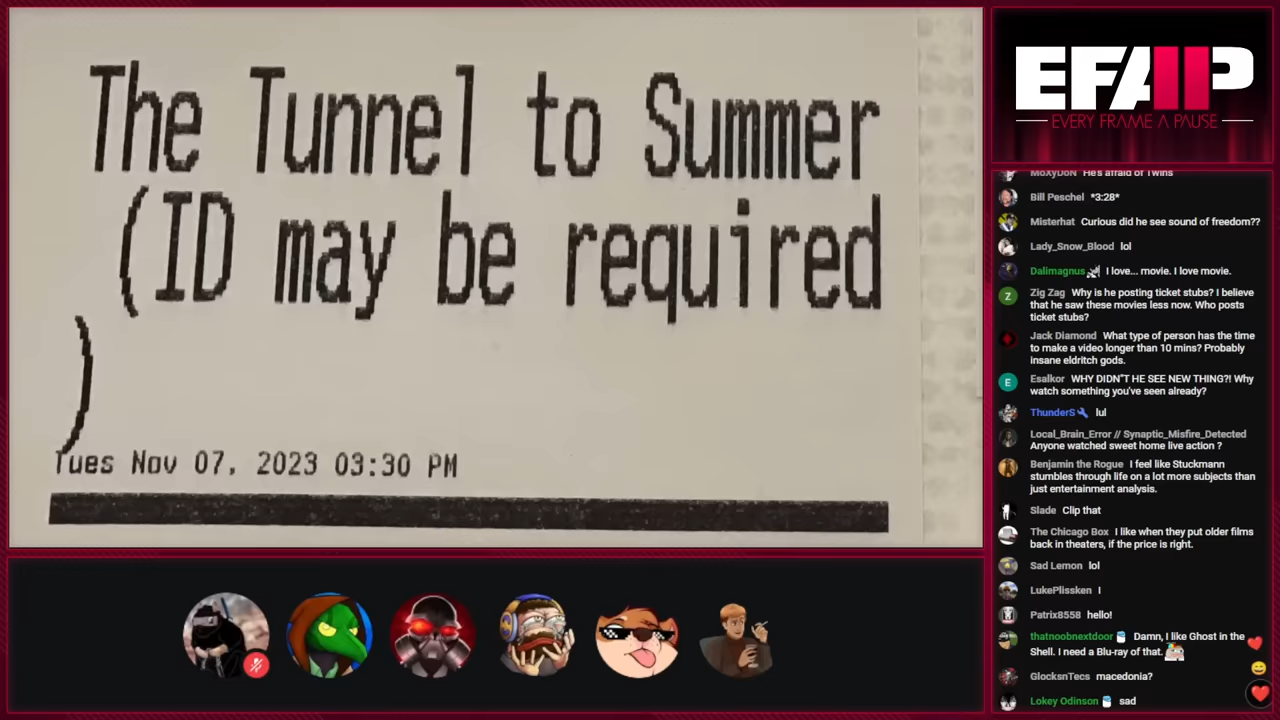 The Tunnel to Summer
(ID may be required
)
Tues Nov 07, 2023 03:30 PM
EFAP
EVERY FRAME A PAUSE
MoXyDoN He's afraid of Twins
Bill Peschel *3:28*
Misterhat Curious did he see sound of freedom??
Lady_Snow_Blood lol
Dalimagnus I love... movie. I love movie.
Zig Zag Why is he posting ticket stubs? I believe
that he saw these movies less now. Who posts
ticket stubs?
Jack Diamond What type of person has the time
to make a video longer than 10 mins? Probably
insane eldritch gods.
Esalkor WHY DIDN"T HE SEE NEW THING?! Why
watch something you've seen already?
ThunderS lul
Local_Brain_Error // Synaptic_Misfire_Detected
Anyone watched sweet home live action ?
Benjamin the Rogue I feel like Stuckmann
stumbles through life on a lot more subjects than
just entertainment analysis.
Slade Clip that
The Chicago Box I like when they put older films
back in theaters, if the price is right.
Sad Lemon lol
LukePlissken I
Patrix8558 hello!
thatnoobnextdoor Damn, I like Ghost in the
Shell. I need a Blu-ray of that.
GlocksnTecs macedonia?
Lokey Odinson sad
Z
E